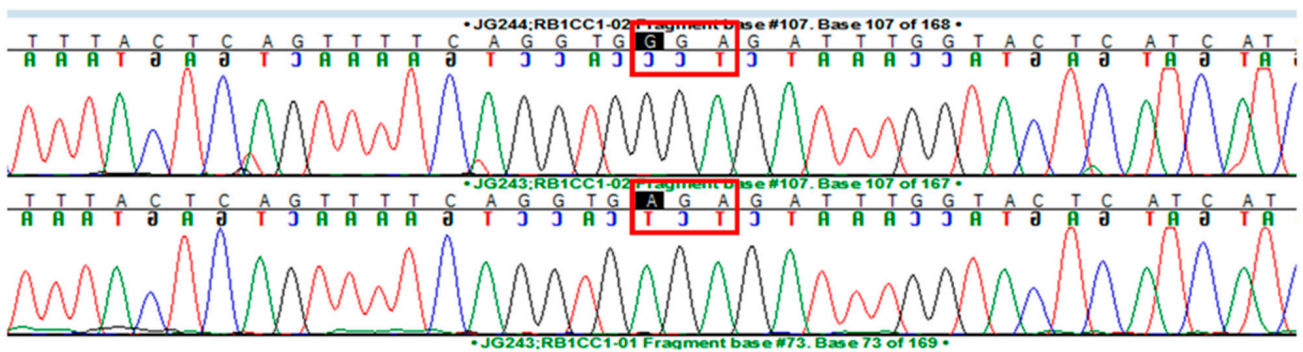 • JG244;RB1CC1-02 Fragment base #107. Base 107 of 168 •
T T T A C T C A G T T T T C A G G T G G G A G A T T T G G T A C T C A T C A T
A A A T G A G T C A A A A G T C C A C C C T C T A A A C C A T G A G T A G T A
• JG243;RB1CC1-02 Fragment base #107. Base 107 of 167 •
T T T A C T C A G T T T T C A G G T G A G A G A T T T G G T A C T C A T C A T
A A A T G A G T C A A A A G T C C A C T C T C T A A A C C A T G A G T A G T A
• JG243;RB1CC1-01 Fragment base #73. Base 73 of 169 •